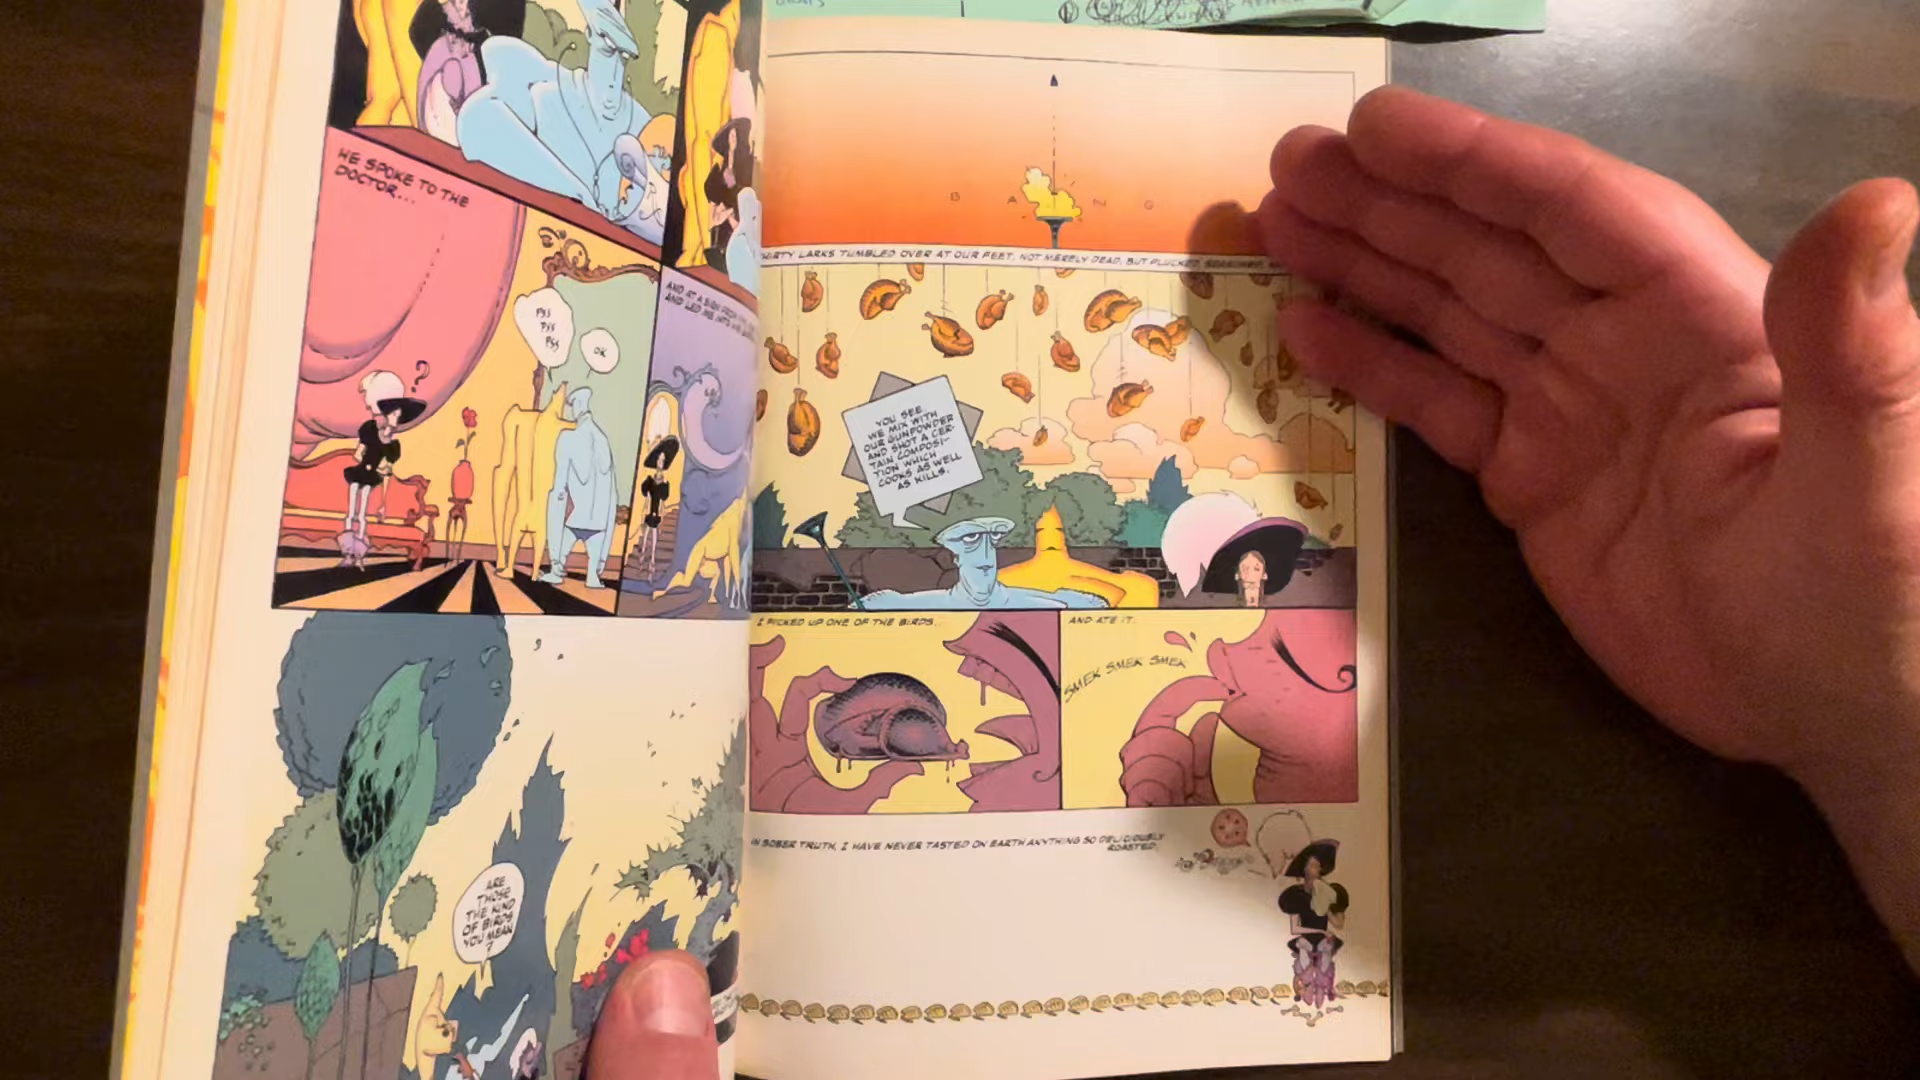 HE SPOKE TO THE
DOCTOR...
?
PSS
PSS
PSS
OK
ARE
THOSE
THE KIND
OF BIRDS
YOU MEAN
?
BANG
THIRTY LARKS TUMBLED OVER AT OUR FEET, NOT MERELY DEAD, BUT PLUCKED, SEASONED,
YOU SEE,
WE MIX WITH
OUR GUNPOWDER
AND SHOT A CER-
TAIN COMPOSI-
TION WHICH
COOKS AS WELL
AS KILLS.
I PICKED UP ONE OF THE BIRDS...
AND ATE IT.
SMEK SMEK SMEK
IN SOBER TRUTH, I HAVE NEVER TASTED ON EARTH ANYTHING SO DELICIOUSLY
ROASTED.